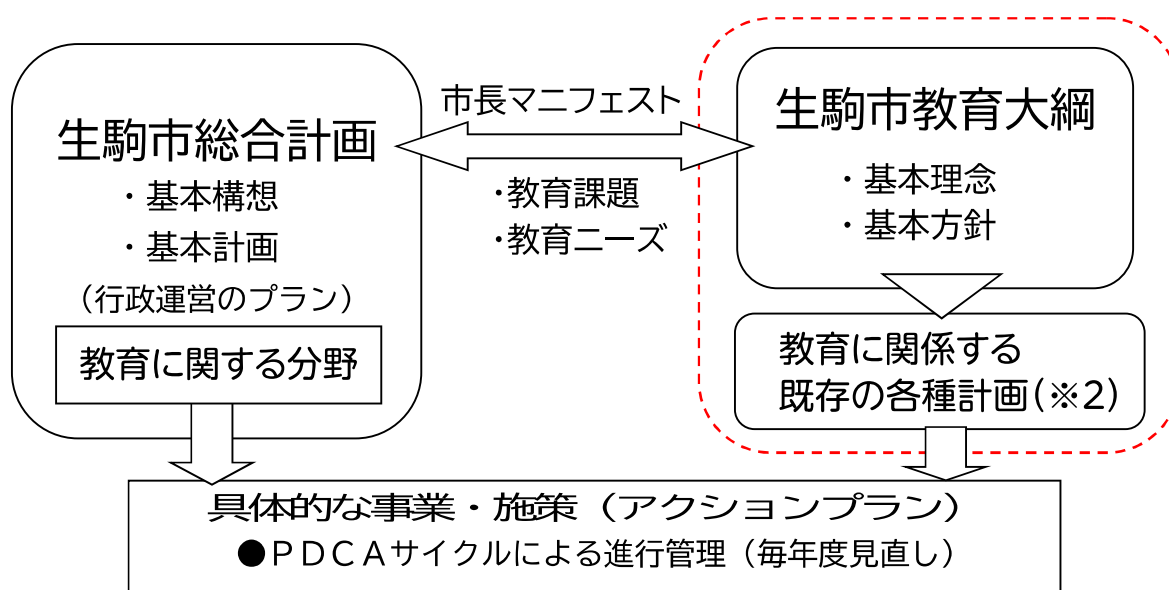 生駒市総合計画
・基本構想
・基本計画
（行政運営のプラン）
教育に関する分野
市長マニフェスト
・教育課題
・教育ニーズ
生駒市教育大綱
・基本理念
・基本方針
教育に関係する
既存の各種計画(※2)
具体的な事業・施策（アクションプラン）
●ＰＤＣＡサイクルによる進行管理（毎年度見直し）